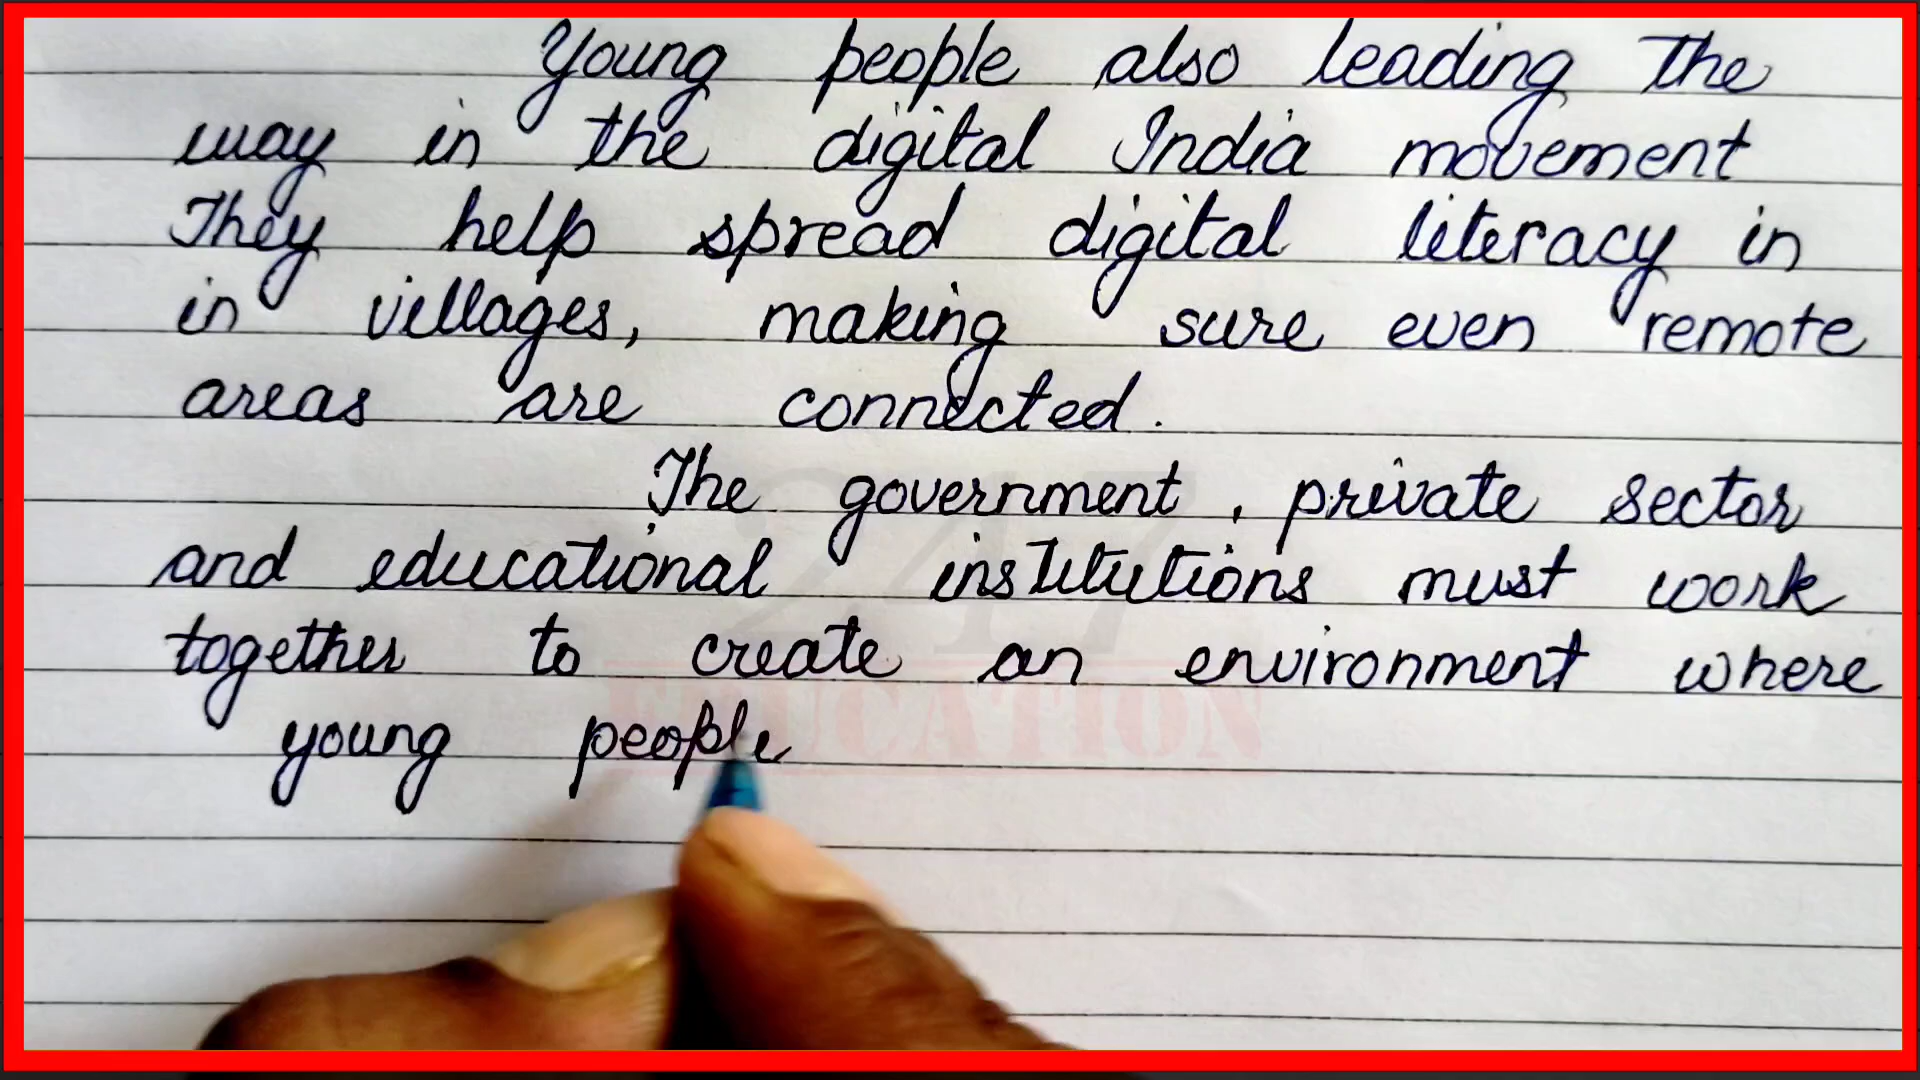 Young people also leading the
way in the digital India movement
They help spread digital literacy in
in villages, making sure even remote
areas are connected.
The government, private sector
and educational institutions must work
together to create an environment where
young people
247
EDUCATION